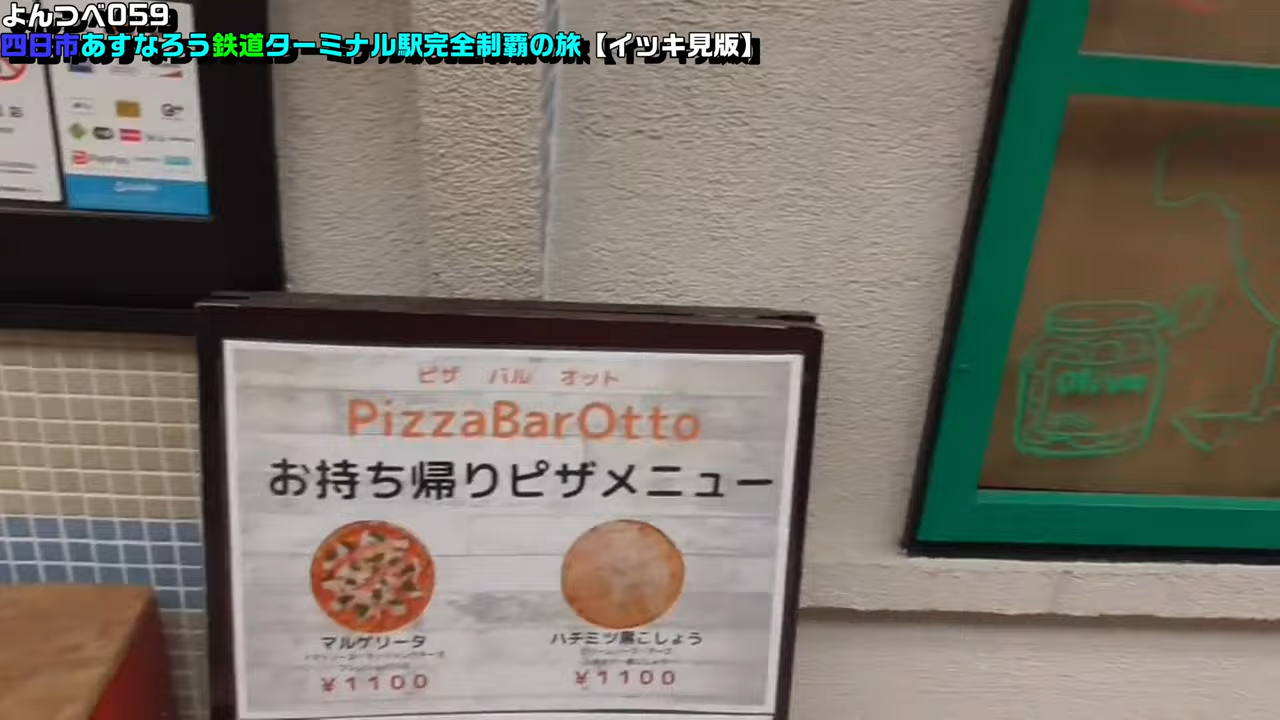 よんつべ059
四日市あすなろう鉄道ターミナル駅完全制覇の旅【イツキ見版】
PayPay
ピザ バル オット
PizzaBarOtto
お持ち帰りピザメニュー
マルゲリータ
ハチミツ黒こしょう
¥1100
¥1100